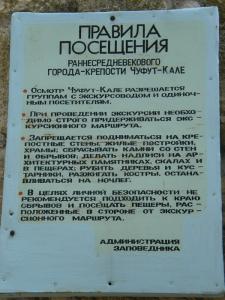 ПРАВИЛА
ПОСЕЩЕНИЯ
РАННЕСРЕДНЕВЕКОВОГО
ГОРОДА-КРЕПОСТИ ЧУФУТ-КАЛЕ
• ОСМОТР ЧУФУТ-КАЛЕ РАЗРЕШАЕТСЯ
ГРУППАМ С ЭКСКУРСОВОДОМ И ОДИНОЧ-
НЫМ ПОСЕТИТЕЛЯМ.
• ПРИ ПРОВЕДЕНИИ ЭКСКУРСИИ НЕОБХО-
ДИМО СТРОГО ПРИДЕРЖИВАТЬСЯ ЭКС-
КУРСИОННОГО МАРШРУТА.
• ЗАПРЕЩАЕТСЯ ПОДНИМАТЬСЯ НА КРЕ-
ПОСТНЫЕ СТЕНЫ, ЖИЛЫЕ ПОСТРОЙКИ,
ХРАМЫ; СБРАСЫВАТЬ КАМНИ СО СТЕН
И ОБРЫВОВ; ДЕЛАТЬ НАДПИСИ НА АР-
ХИТЕКТУРНЫХ ПАМЯТНИКАХ, СКАЛАХ И
В ПЕЩЕРАХ; РУБИТЬ ДЕРЕВЬЯ И КУС-
ТАРНИКИ, РАЗЖИГАТЬ КОСТРЫ, ОСТАНА-
ВЛИВАТЬСЯ НА НОЧЛЕГ.
• В ЦЕЛЯХ ЛИЧНОЙ БЕЗОПАСНОСТИ НЕ
РЕКОМЕНДУЕТСЯ ПОДХОДИТЬ К КРАЮ
ОБРЫВОВ И ПОСЕЩАТЬ ПЕЩЕРЫ, РАС-
ПОЛОЖЕННЫЕ В СТОРОНЕ ОТ ЭКСКУР-
СИОННОГО МАРШРУТА.
АДМИНИСТРАЦИЯ
ЗАПОВЕДНИКА